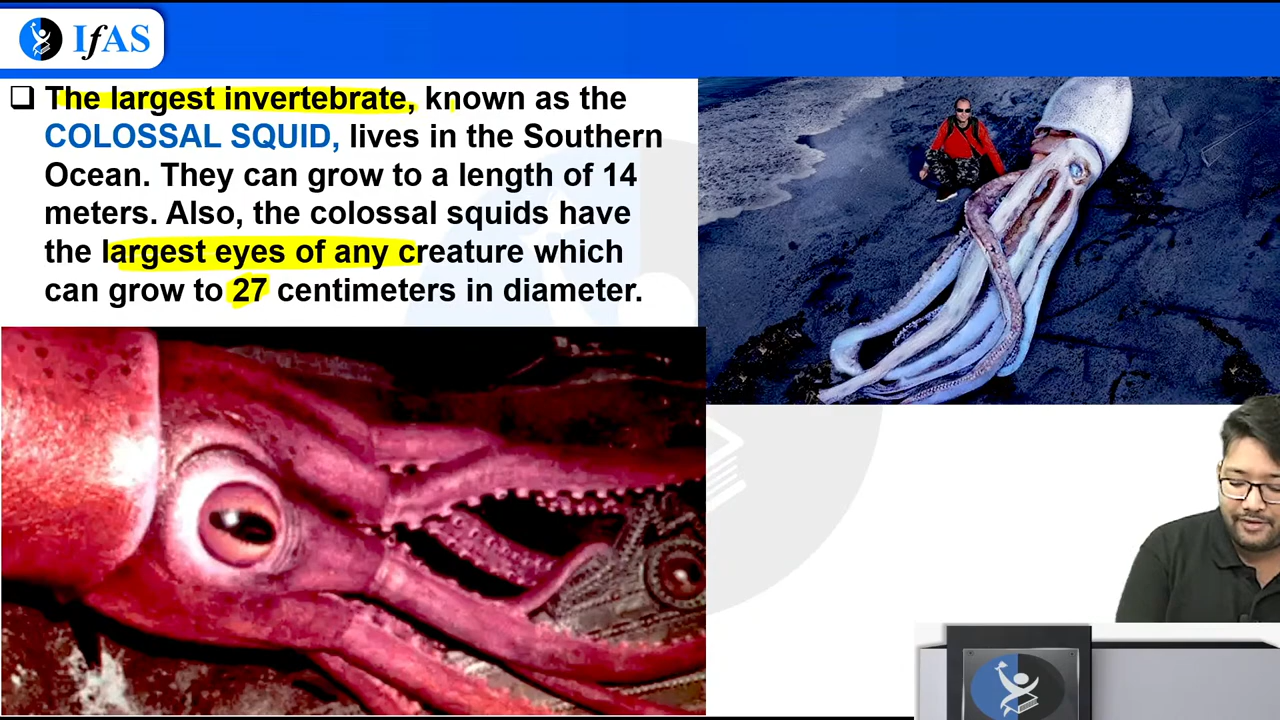 IfAS
❑ The largest invertebrate, known as the
COLOSSAL SQUID, lives in the Southern
Ocean. They can grow to a length of 14
meters. Also, the colossal squids have
the largest eyes of any creature which
can grow to 27 centimeters in diameter.